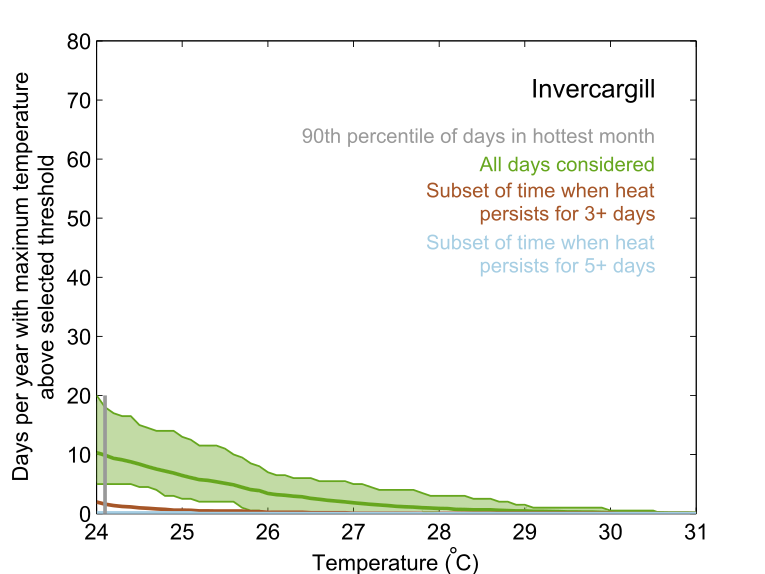 80
70
60
50
40
30
20
10
0
Days per year with maximum temperature
above selected threshold
Invercargill
90th percentile of days in hottest month
All days considered
Subset of time when heat
persists for 3+ days
Subset of time when heat
persists for 5+ days
24 25 26 27 28 29 30 31
Temperature (°C)